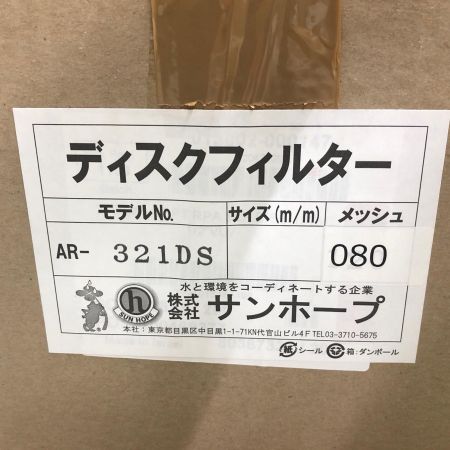 ディスクフィルター
モデルNo. サイズ(m/m) メッシュ
AR- 321DS 080
水と環境をコーディネートする企業
h 株式会社 サンホープ
SUN HOPE
本社:東京都目黒区中目黒1-1-71KN代官山ビル4F TEL03-3710-5675
シール 箱:ダンボール